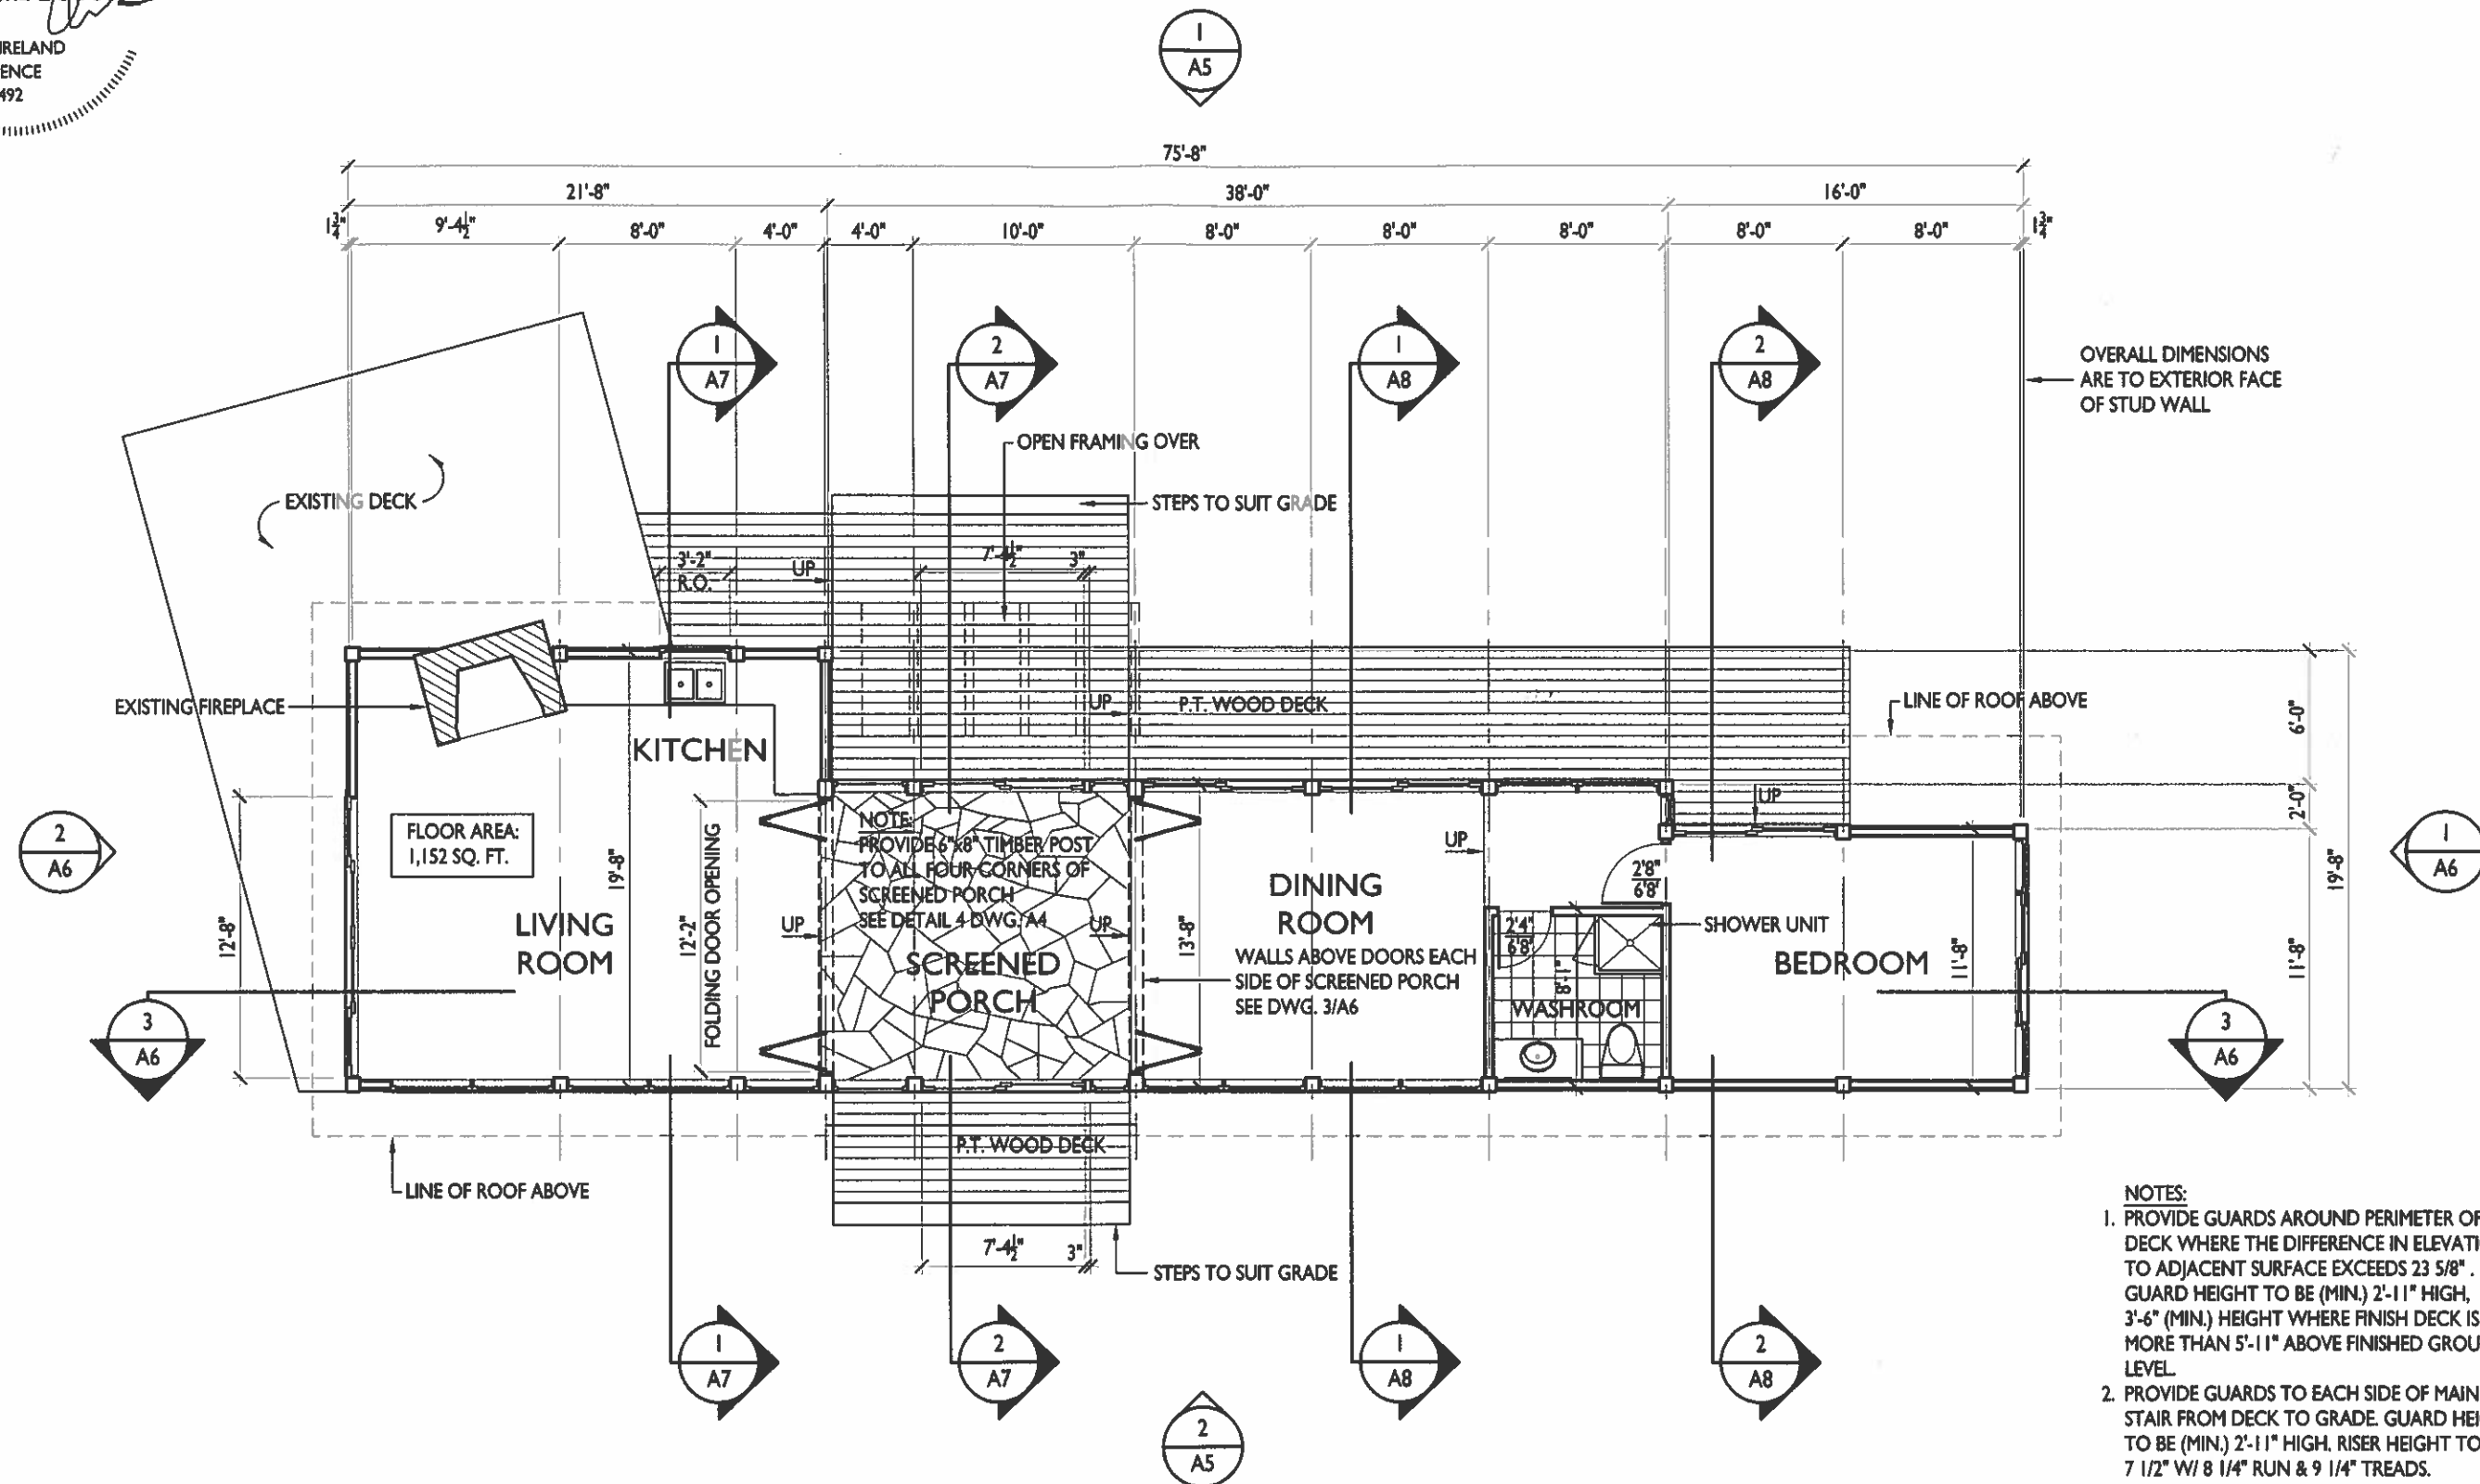 IRELAND
ENCE
492
1
A5
75'-8"
21'-8"
38'-0"
16'-0"
1 3/4"
9'-4 1/2"
8'-0"
4'-0"
4'-0"
10'-0"
8'-0"
8'-0"
8'-0"
8'-0"
8'-0"
1 3/4"
1
A7
2
A7
1
A8
2
A8
OVERALL DIMENSIONS
ARE TO EXTERIOR FACE
OF STUD WALL
OPEN FRAMING OVER
EXISTING DECK
STEPS TO SUIT GRADE
3'-2"
R.O.
UP
7'-4 1/2"
3"
EXISTING FIREPLACE
KITCHEN
UP
P.T. WOOD DECK
LINE OF ROOF ABOVE
6'-0"
2'-0"
19'-8"
11'-8"
UP
2
A6
1
A6
FLOOR AREA:
1,152 SQ. FT.
12'-8"
19'-8"
12'-2"
FOLDING DOOR OPENING
NOTE:
PROVIDE 6"x8" TIMBER POST
TO ALL FOUR CORNERS OF
SCREENED PORCH
SEE DETAIL 4 DWG. A4
UP
UP
LIVING
ROOM
SCREENED
PORCH
13'-8"
DINING
ROOM
WALLS ABOVE DOORS EACH
SIDE OF SCREENED PORCH
SEE DWG. 3/A6
UP
2'8"
6'8"
2'4"
6'8"
SHOWER UNIT
8'-1"
WASHROOM
BEDROOM
11'-8"
3
A6
3
A6
P.T. WOOD DECK
LINE OF ROOF ABOVE
7'-4 1/2"
3"
STEPS TO SUIT GRADE
1
A7
2
A7
1
A8
2
A8
2
A5
NOTES:
1. PROVIDE GUARDS AROUND PERIMETER OF
DECK WHERE THE DIFFERENCE IN ELEVATI
TO ADJACENT SURFACE EXCEEDS 23 5/8".
GUARD HEIGHT TO BE (MIN.) 2'-11" HIGH,
3'-6" (MIN.) HEIGHT WHERE FINISH DECK IS
MORE THAN 5'-11" ABOVE FINISHED GROU
LEVEL.
2. PROVIDE GUARDS TO EACH SIDE OF MAIN
STAIR FROM DECK TO GRADE. GUARD HEI
TO BE (MIN.) 2'-11" HIGH. RISER HEIGHT TO
7 1/2" W/ 8 1/4" RUN & 9 1/4" TREADS.